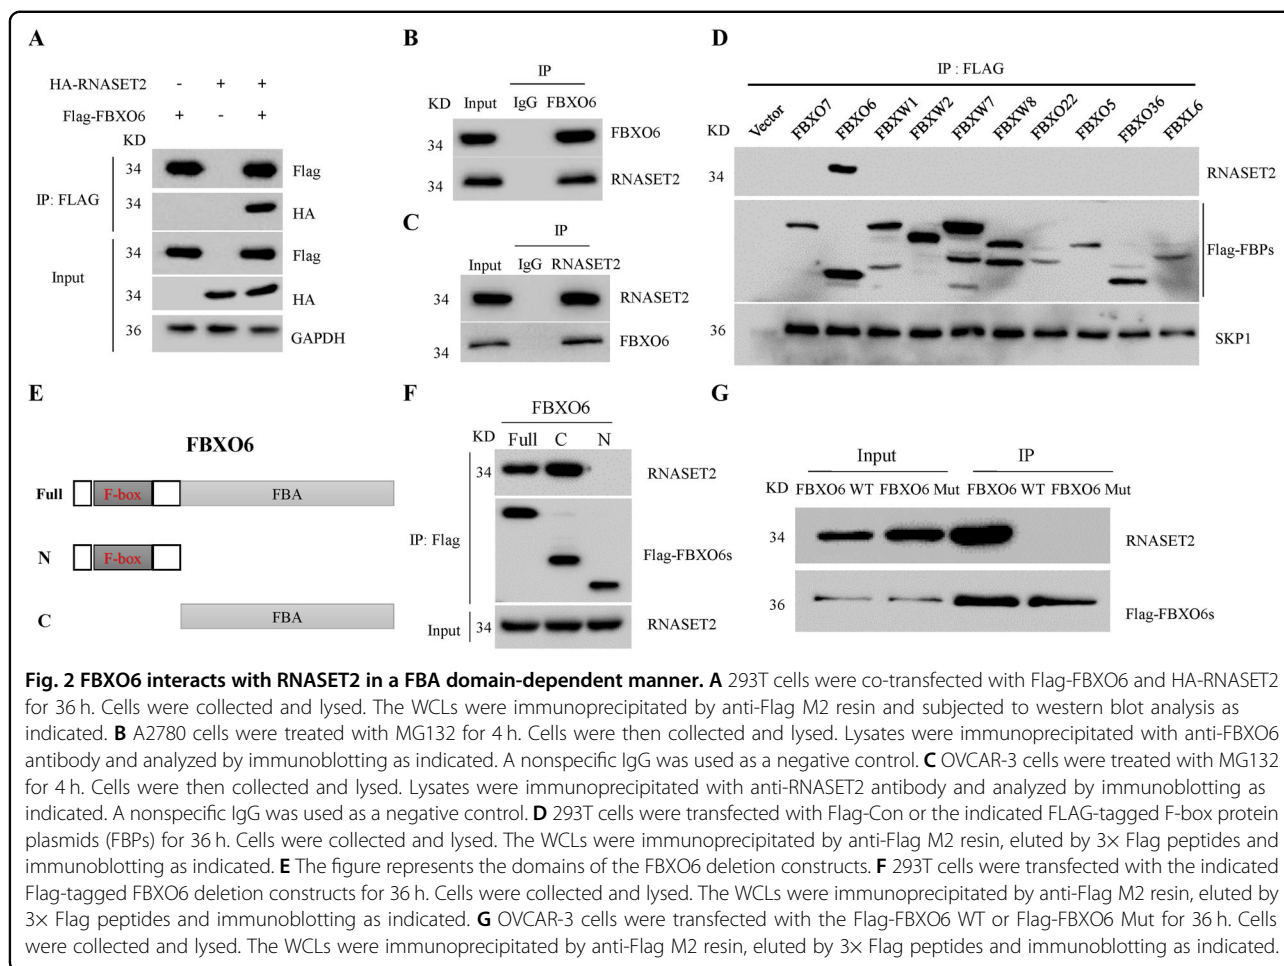 A
HA-RNASET2 - + +
Flag-FBXO6 + - +
KD
IP: FLAG
34 Flag
HA
Input
34 Flag
34 HA
36 GAPDH
B
IP
KD Input IgG FBXO6
34 FBXO6
34 RNASET2
C
IP
Input IgG RNASET2
34 RNASET2
34 FBXO6
D
IP : FLAG
KD Vector FBXO7 FBXO6 FBXW1 FBXW2 FBXW7 FBXW8 FBXO22 FBXO5 FBXO36 FBXL6
34 RNASET2
Flag-FBPs
36 SKP1
E
FBXO6
Full F-box FBA
N F-box
C FBA
F
FBXO6
KD Full C N
34 RNASET2
IP: Flag
Flag-FBXO6s
Input 34 RNASET2
G
Input IP
KD FBXO6 WT FBXO6 Mut FBXO6 WT FBXO6 Mut
34 RNASET2
36 Flag-FBXO6s
Fig. 2 FBXO6 interacts with RNASET2 in a FBA domain-dependent manner. A 293T cells were co-transfected with Flag-FBXO6 and HA-RNASET2
for 36 h. Cells were collected and lysed. The WCLs were immunoprecipitated by anti-Flag M2 resin and subjected to western blot analysis as
indicated. B A2780 cells were treated with MG132 for 4 h. Cells were then collected and lysed. Lysates were immunoprecipitated with anti-FBXO6
antibody and analyzed by immunoblotting as indicated. A nonspecific IgG was used as a negative control. C OVCAR-3 cells were treated with MG132
for 4 h. Cells were then collected and lysed. Lysates were immunoprecipitated with anti-RNASET2 antibody and analyzed by immunoblotting as
indicated. A nonspecific IgG was used as a negative control. D 293T cells were transfected with Flag-Con or the indicated FLAG-tagged F-box protein
plasmids (FBPs) for 36 h. Cells were collected and lysed. The WCLs were immunoprecipitated by anti-Flag M2 resin, eluted by 3× Flag peptides and
immunoblotting as indicated. E The figure represents the domains of the FBXO6 deletion constructs. F 293T cells were transfected with the indicated
Flag-tagged FBXO6 deletion constructs for 36 h. Cells were collected and lysed. The WCLs were immunoprecipitated by anti-Flag M2 resin, eluted by
3× Flag peptides and immunoblotting as indicated. G OVCAR-3 cells were transfected with the Flag-FBXO6 WT or Flag-FBXO6 Mut for 36 h. Cells
were collected and lysed. The WCLs were immunoprecipitated by anti-Flag M2 resin, eluted by 3× Flag peptides and immunoblotting as indicated.